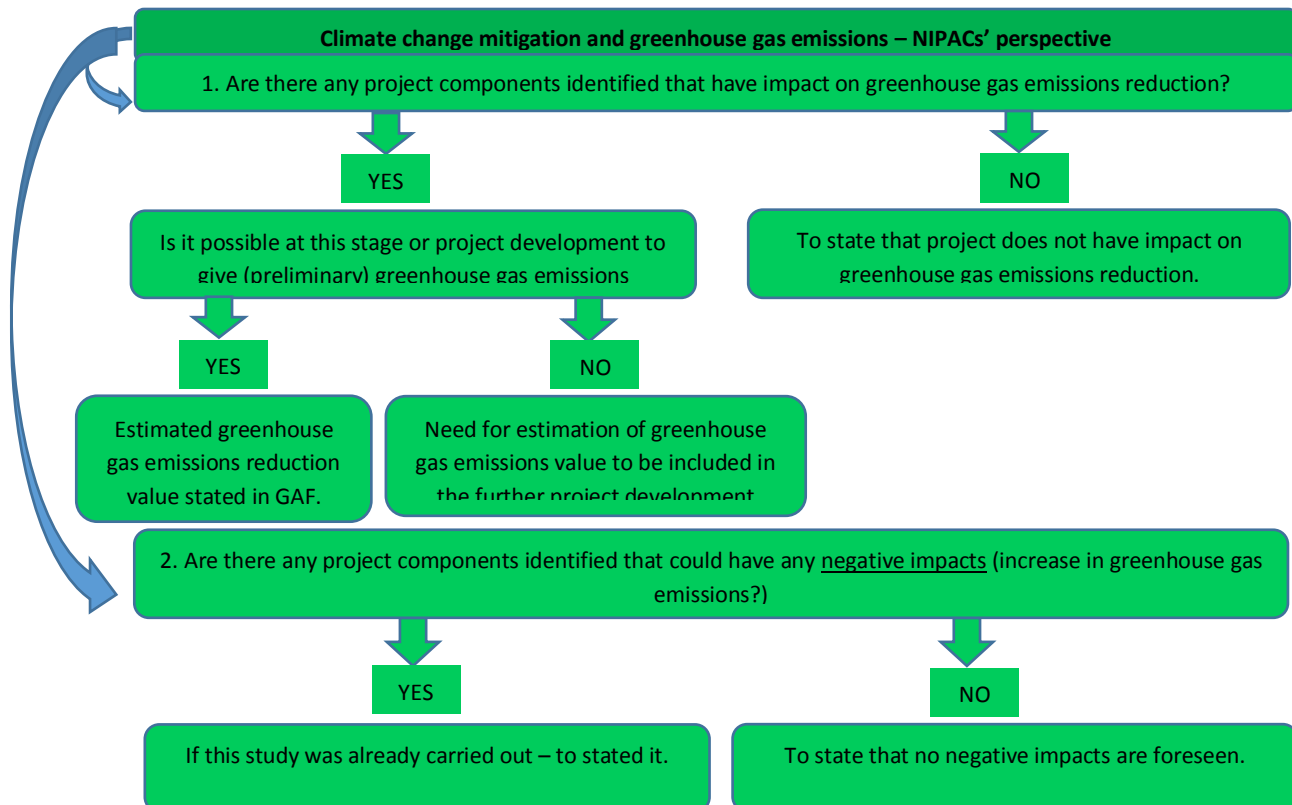 Climate change mitigation and greenhouse gas emissions – NIPACs' perspective
1. Are there any project components identified that have impact on greenhouse gas emissions reduction?
YES
NO
Is it possible at this stage or project development to
give (preliminary) greenhouse gas emissions
To state that project does not have impact on
greenhouse gas emissions reduction.
YES
NO
Estimated greenhouse
gas emissions reduction
value stated in GAF.
Need for estimation of greenhouse
gas emissions value to be included in
the further project development
2. Are there any project components identified that could have any negative impacts (increase in greenhouse gas
emissions?)
YES
NO
If this study was already carried out – to stated it.
To state that no negative impacts are foreseen.